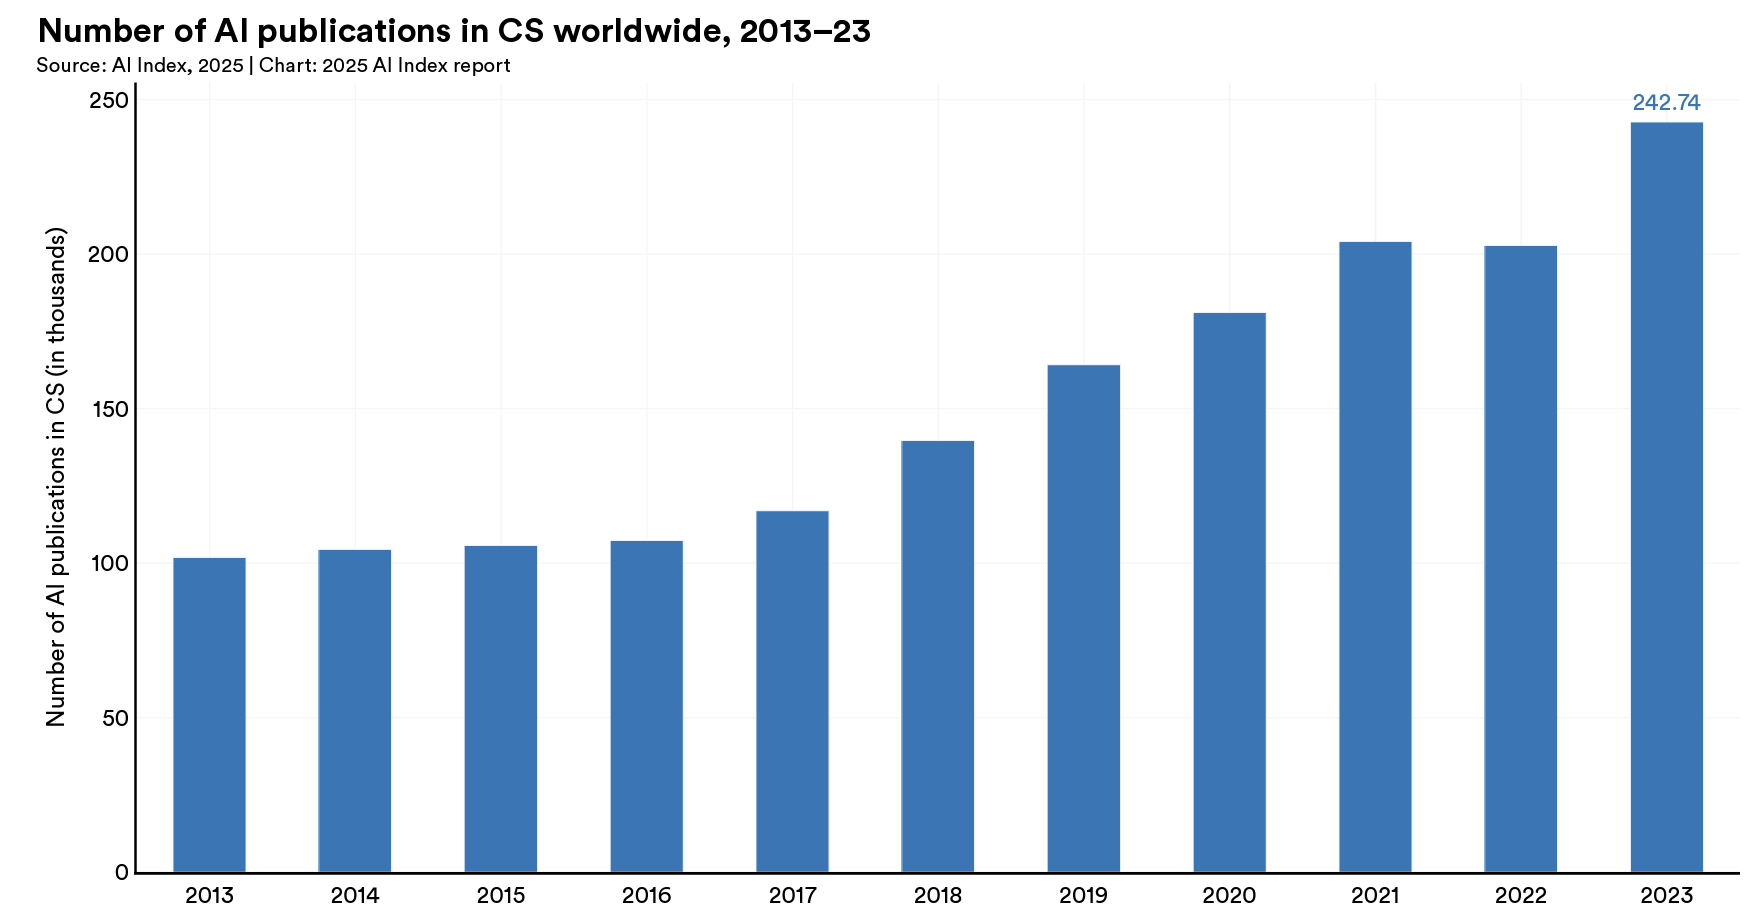 Number of AI publications in CS worldwide, 2013–23
Source: AI Index, 2025 | Chart: 2025 AI Index report
Number of AI publications in CS (in thousands)
250
200
150
100
50
0
242.74
2013 2014 2015 2016 2017 2018 2019 2020 2021 2022 2023